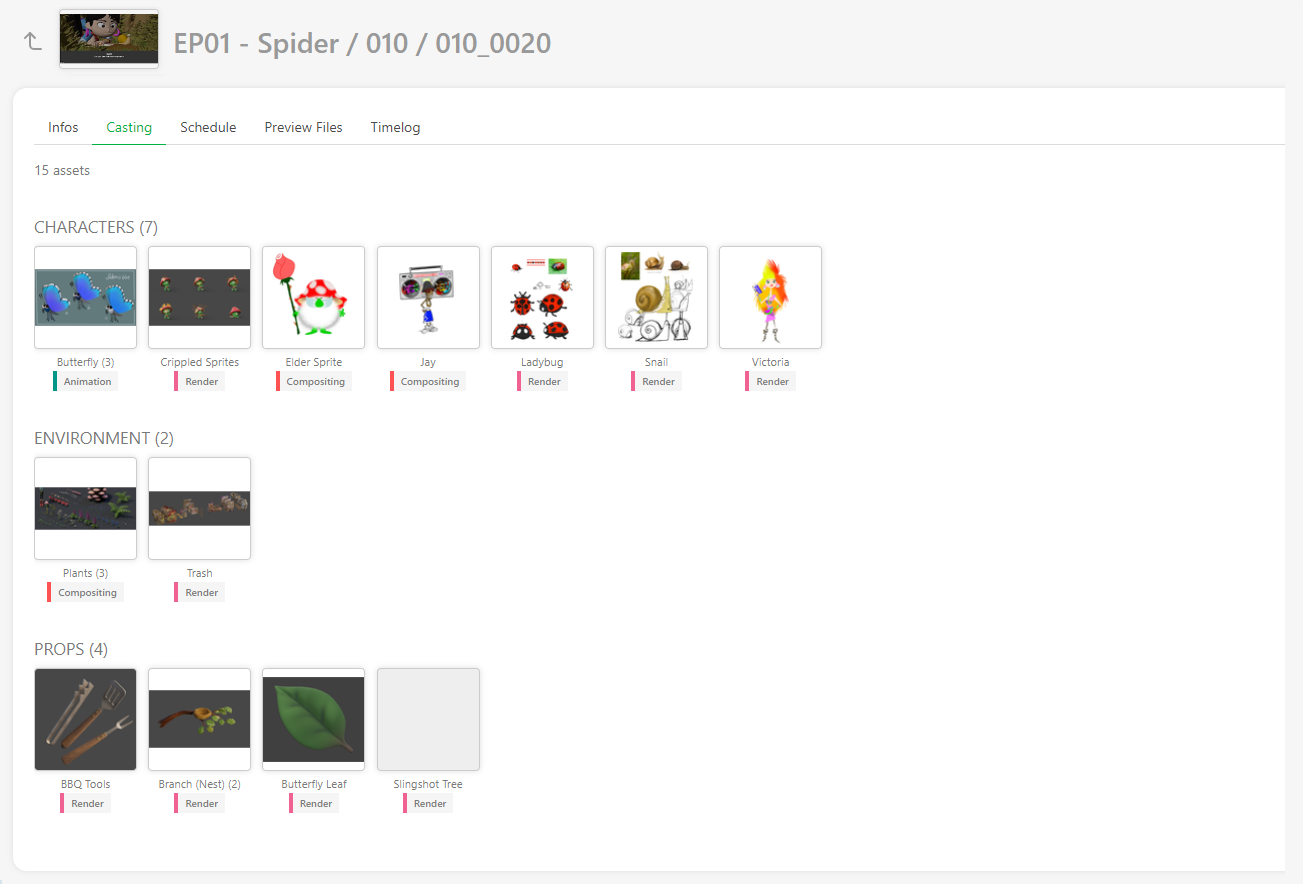 EP01 - Spider / 010 / 010_0020
Infos Casting Schedule Preview Files Timelog
15 assets
CHARACTERS (7)
Butterfly (3) Crippled Sprites Elder Sprite Jay Ladybug Snail Victoria
Animation Render Compositing Compositing Render Render Render
ENVIRONMENT (2)
Plants (3) Trash
Compositing Render
PROPS (4)
BBQ Tools Branch (Nest) (2) Butterfly Leaf Slingshot Tree
Render Render Render Render